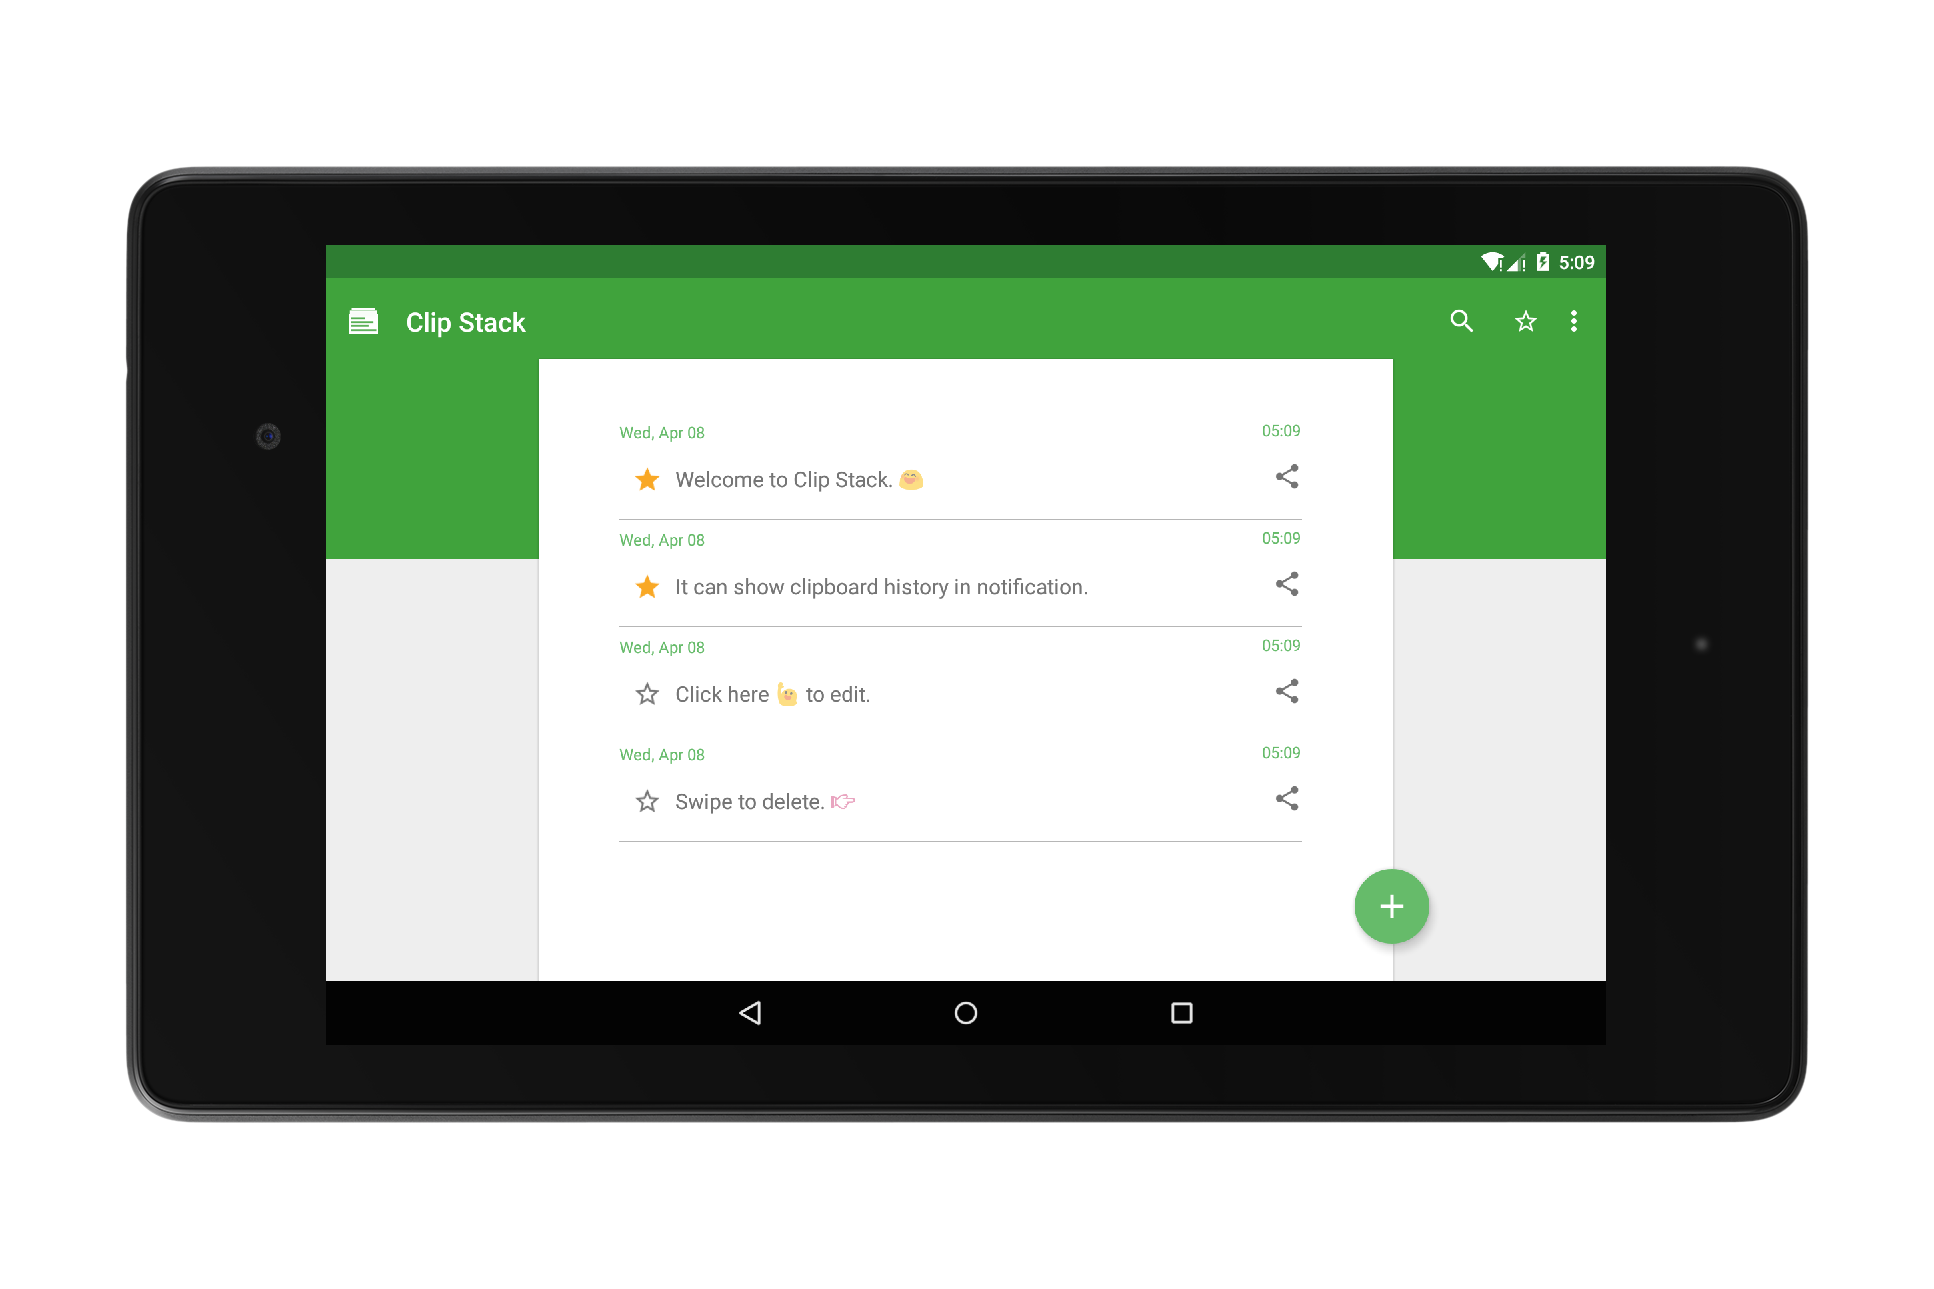 5:09
Clip Stack
Wed, Apr 08 05:09
Welcome to Clip Stack. 😄
Wed, Apr 08 05:09
It can show clipboard history in notification.
Wed, Apr 08 05:09
Click here 🙋 to edit.
Wed, Apr 08 05:09
Swipe to delete. 👉